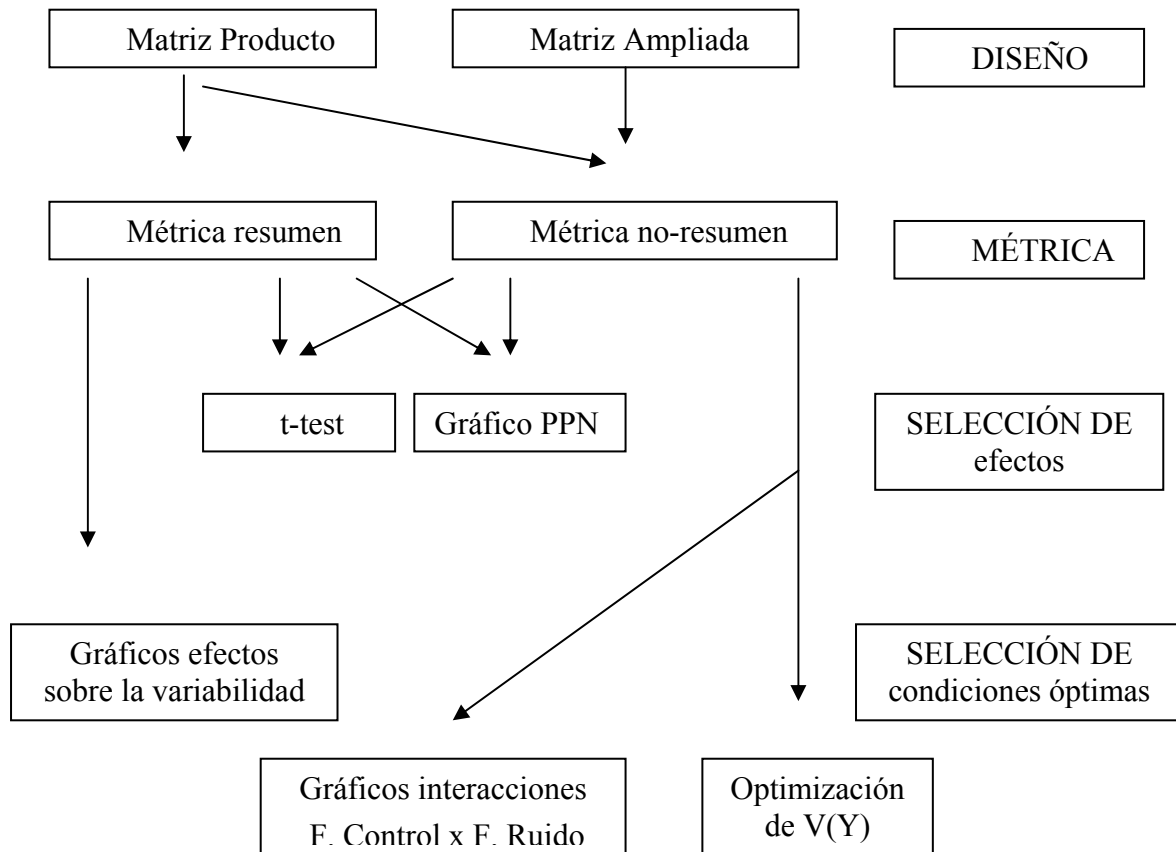 Matriz Producto
Matriz Ampliada
DISEÑO
Métrica resumen
Métrica no-resumen
MÉTRICA
t-test
Gráfico PPN
SELECCIÓN DE
efectos
Gráficos efectos
sobre la variabilidad
SELECCIÓN DE
condiciones óptimas
Gráficos interacciones
F. Control x F. Ruido
Optimización
de V(Y)